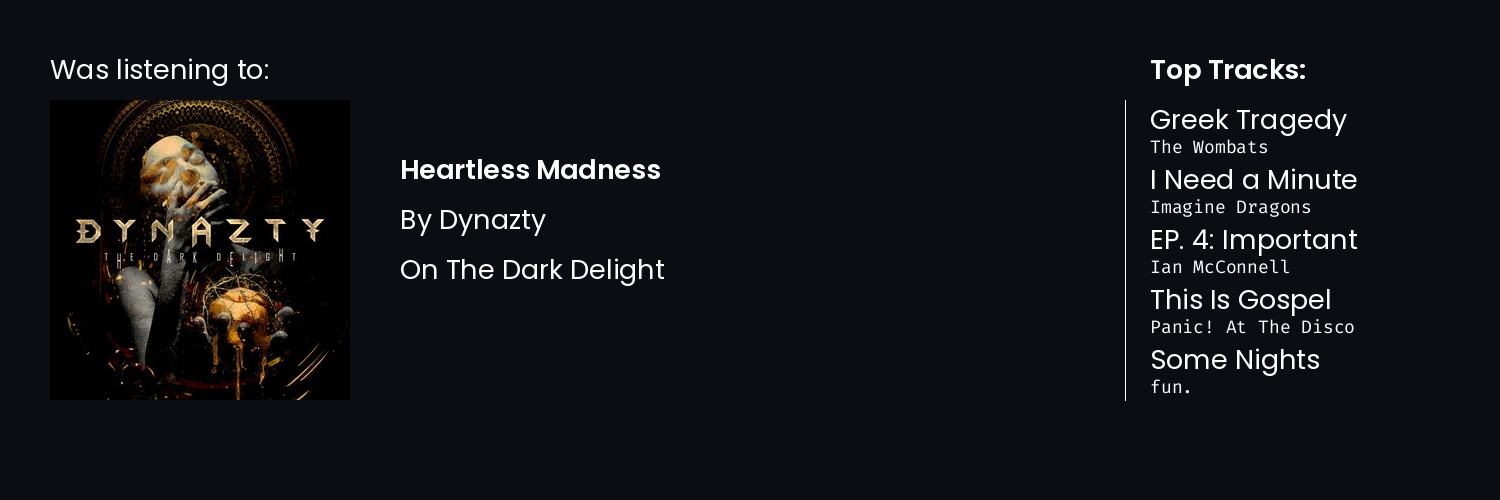 Was listening to:
DYNAZTY
THE DARK DELIGHT
Heartless Madness
By Dynazty
On The Dark Delight
Top Tracks:
Greek Tragedy
The Wombats
I Need a Minute
Imagine Dragons
EP. 4: Important
Ian McConnell
This Is Gospel
Panic! At The Disco
Some Nights
fun.